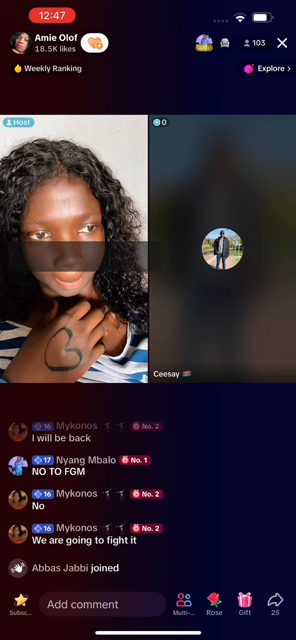 12:47
Amie Olof
18.5K likes
103
Weekly Ranking
Explore >
Host
0
Ceesay
16 Mykonos No. 2
I will be back
17 Nyang Mbalo No. 1
NO TO FGM
16 Mykonos No. 2
No
16 Mykonos No. 2
We are going to fight it
Abbas Jabbi joined
Add comment
Subsc... Multi-... Rose Gift 25